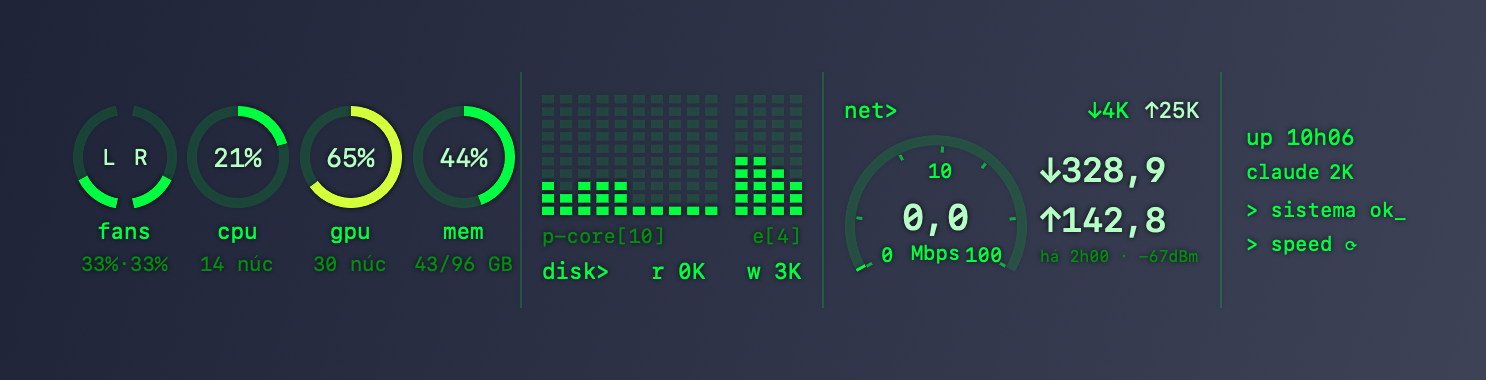 L R
fans
33%·33%
21%
cpu
14 núc
65%
gpu
30 núc
44%
mem
43/96 GB
p–core[10] e[4]
disk> r 0K w 3K
net> ↓4K ↑25K
10
0,0
0 Mbps 100
↓328,9
↑142,8
há 2h00 · –67dBm
up 10h06
claude 2K
> sistema ok_
> speed ⟳